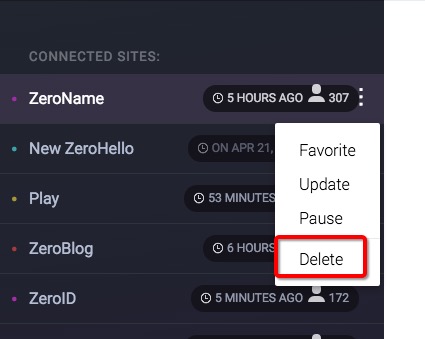 CONNECTED SITES:
ZeroName 5 HOURS AGO 307
New ZeroHello ON APR 21,
Favorite
Update
Play 53 MINUTES
Pause
ZeroBlog 6 HOURS
Delete
ZeroID 5 MINUTES AGO 172